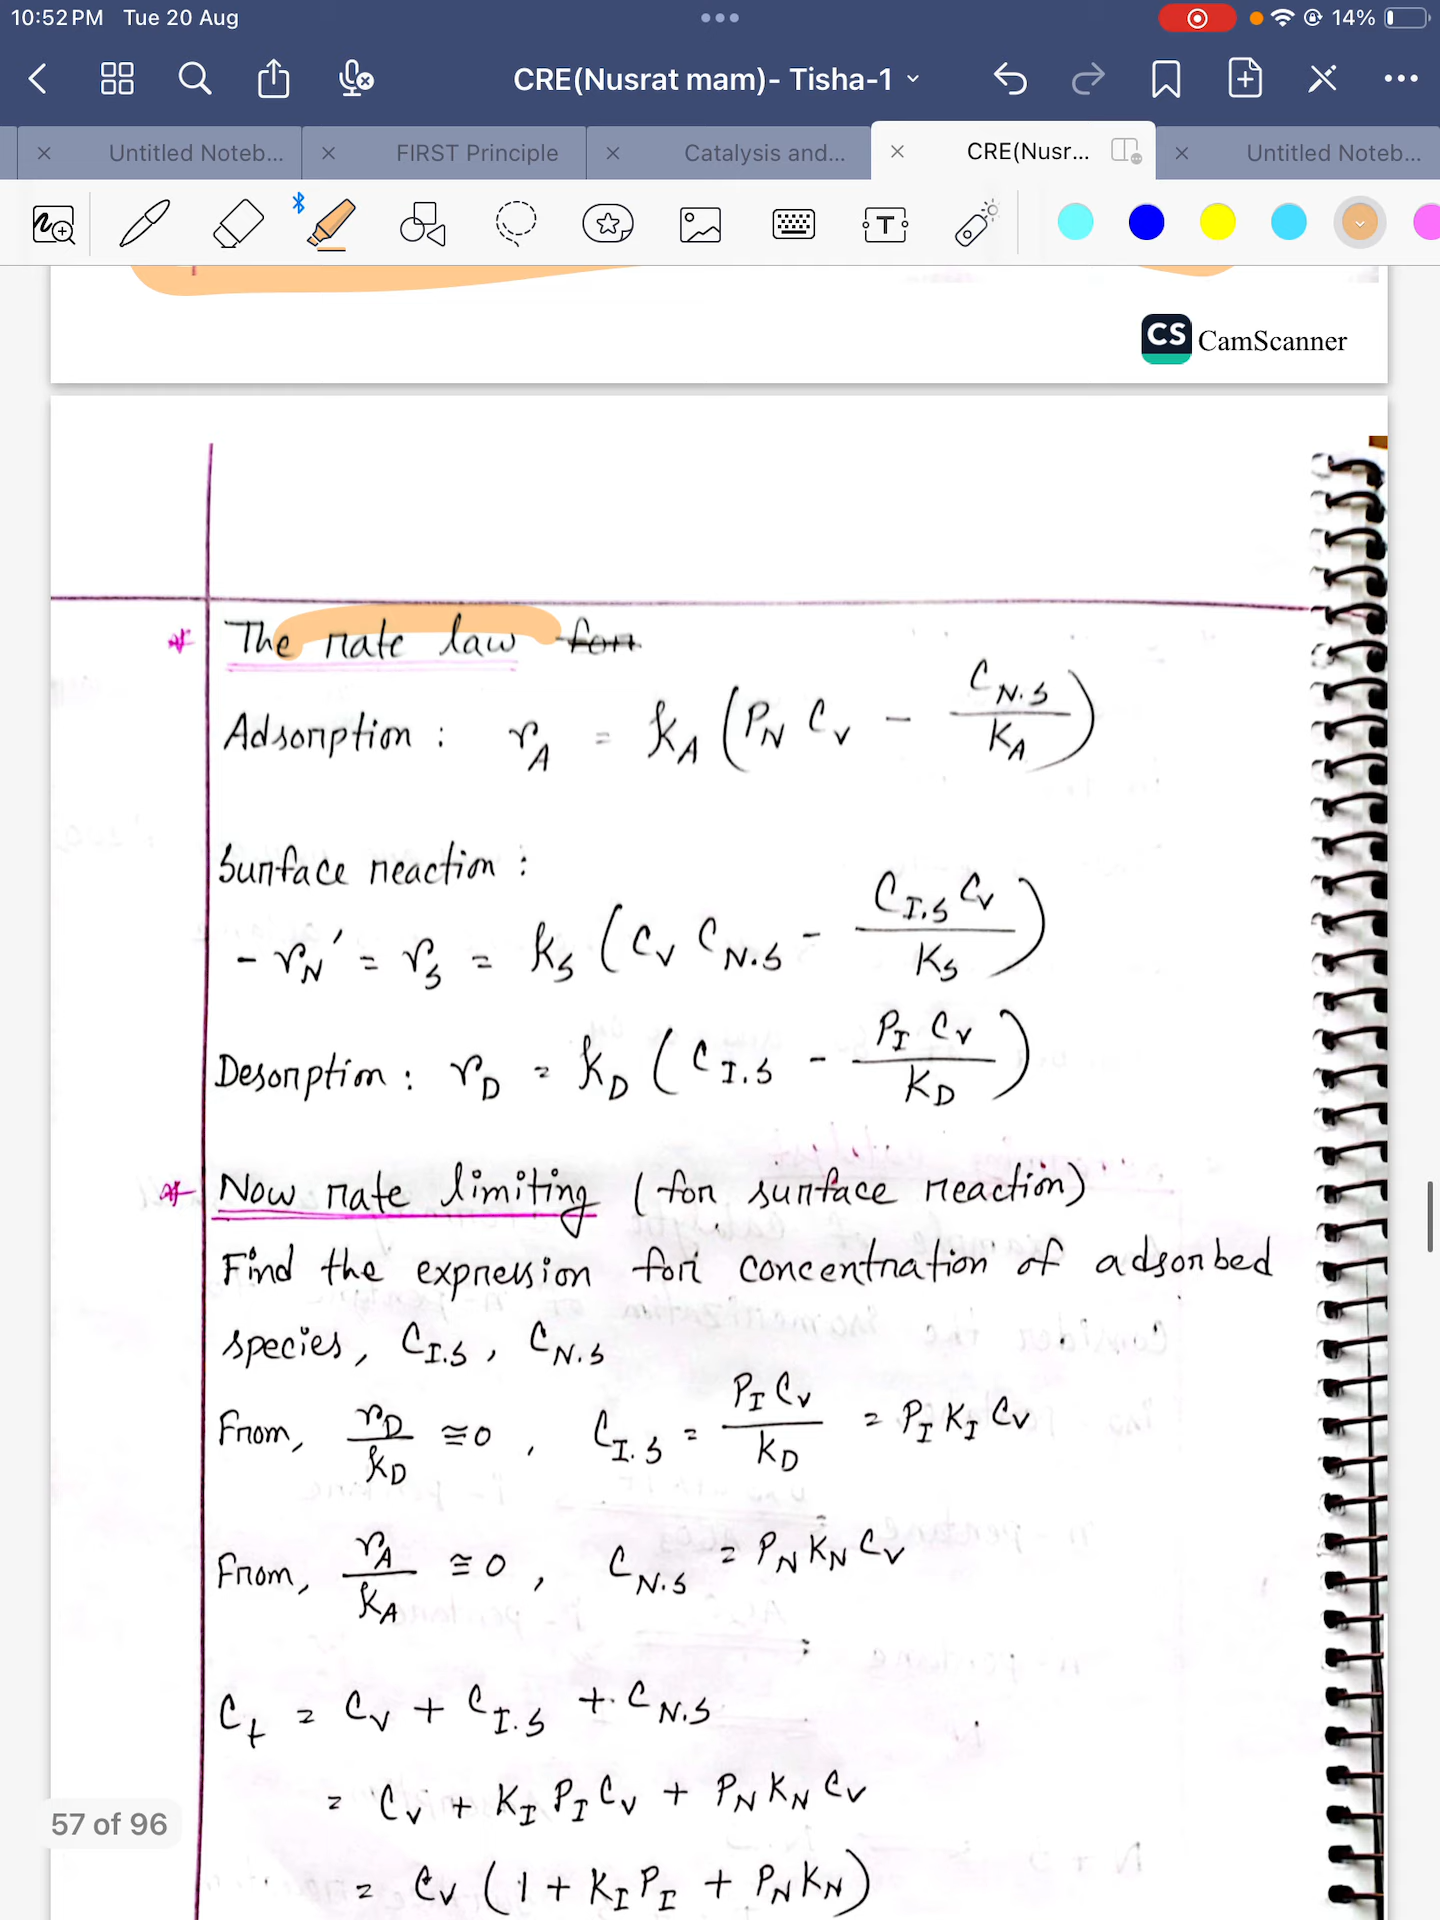 10:52 PM Tue 20 Aug
14%
CRE(Nusrat mam)- Tisha-1
Untitled Noteb...
FIRST Principle
Catalysis and...
CRE(Nusr...
Untitled Noteb...
T
CS CamScanner
* The rate law for
Adsorption : r_A = k_A (P_N C_v - C_N.S / K_A)
Surface reaction :
- r_N' = r_S = k_S (C_v C_N.S - C_I.S C_v / K_S)
Desorption : r_D = k_D (C_I.S - P_I C_v / K_D)
* Now rate limiting (for surface reaction)
Find the expression for concentration of adsorbed
species, C_I.S, C_N.S
From, r_D / k_D ≅ 0 , C_I.S = P_I C_v / K_D = P_I K_I C_v
From, r_A / k_A ≅ 0 , C_N.S = P_N K_N C_v
C_t = C_v + C_I.S + C_N.S
= C_v + K_I P_I C_v + P_N K_N C_v
= C_v (1 + K_I P_I + P_N K_N)
57 of 96